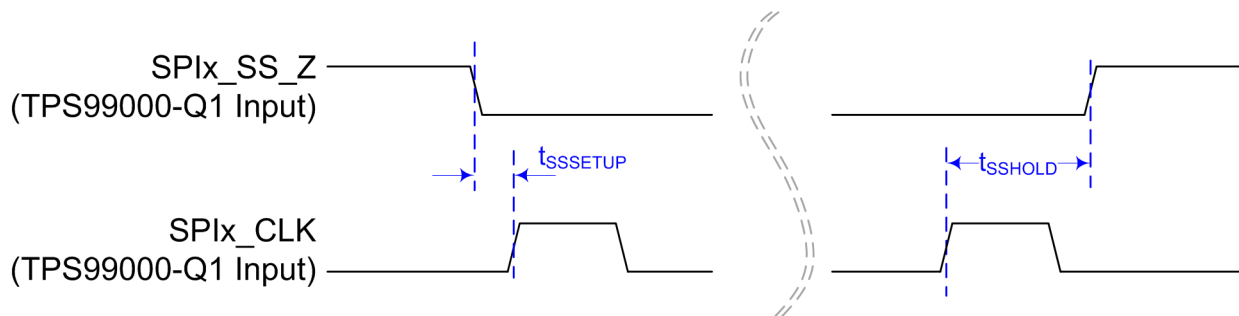 SPIx_SS_Z
(TPS99000-Q1 Input)
tSSSETUP
tSSHOLD
SPIx_CLK
(TPS99000-Q1 Input)